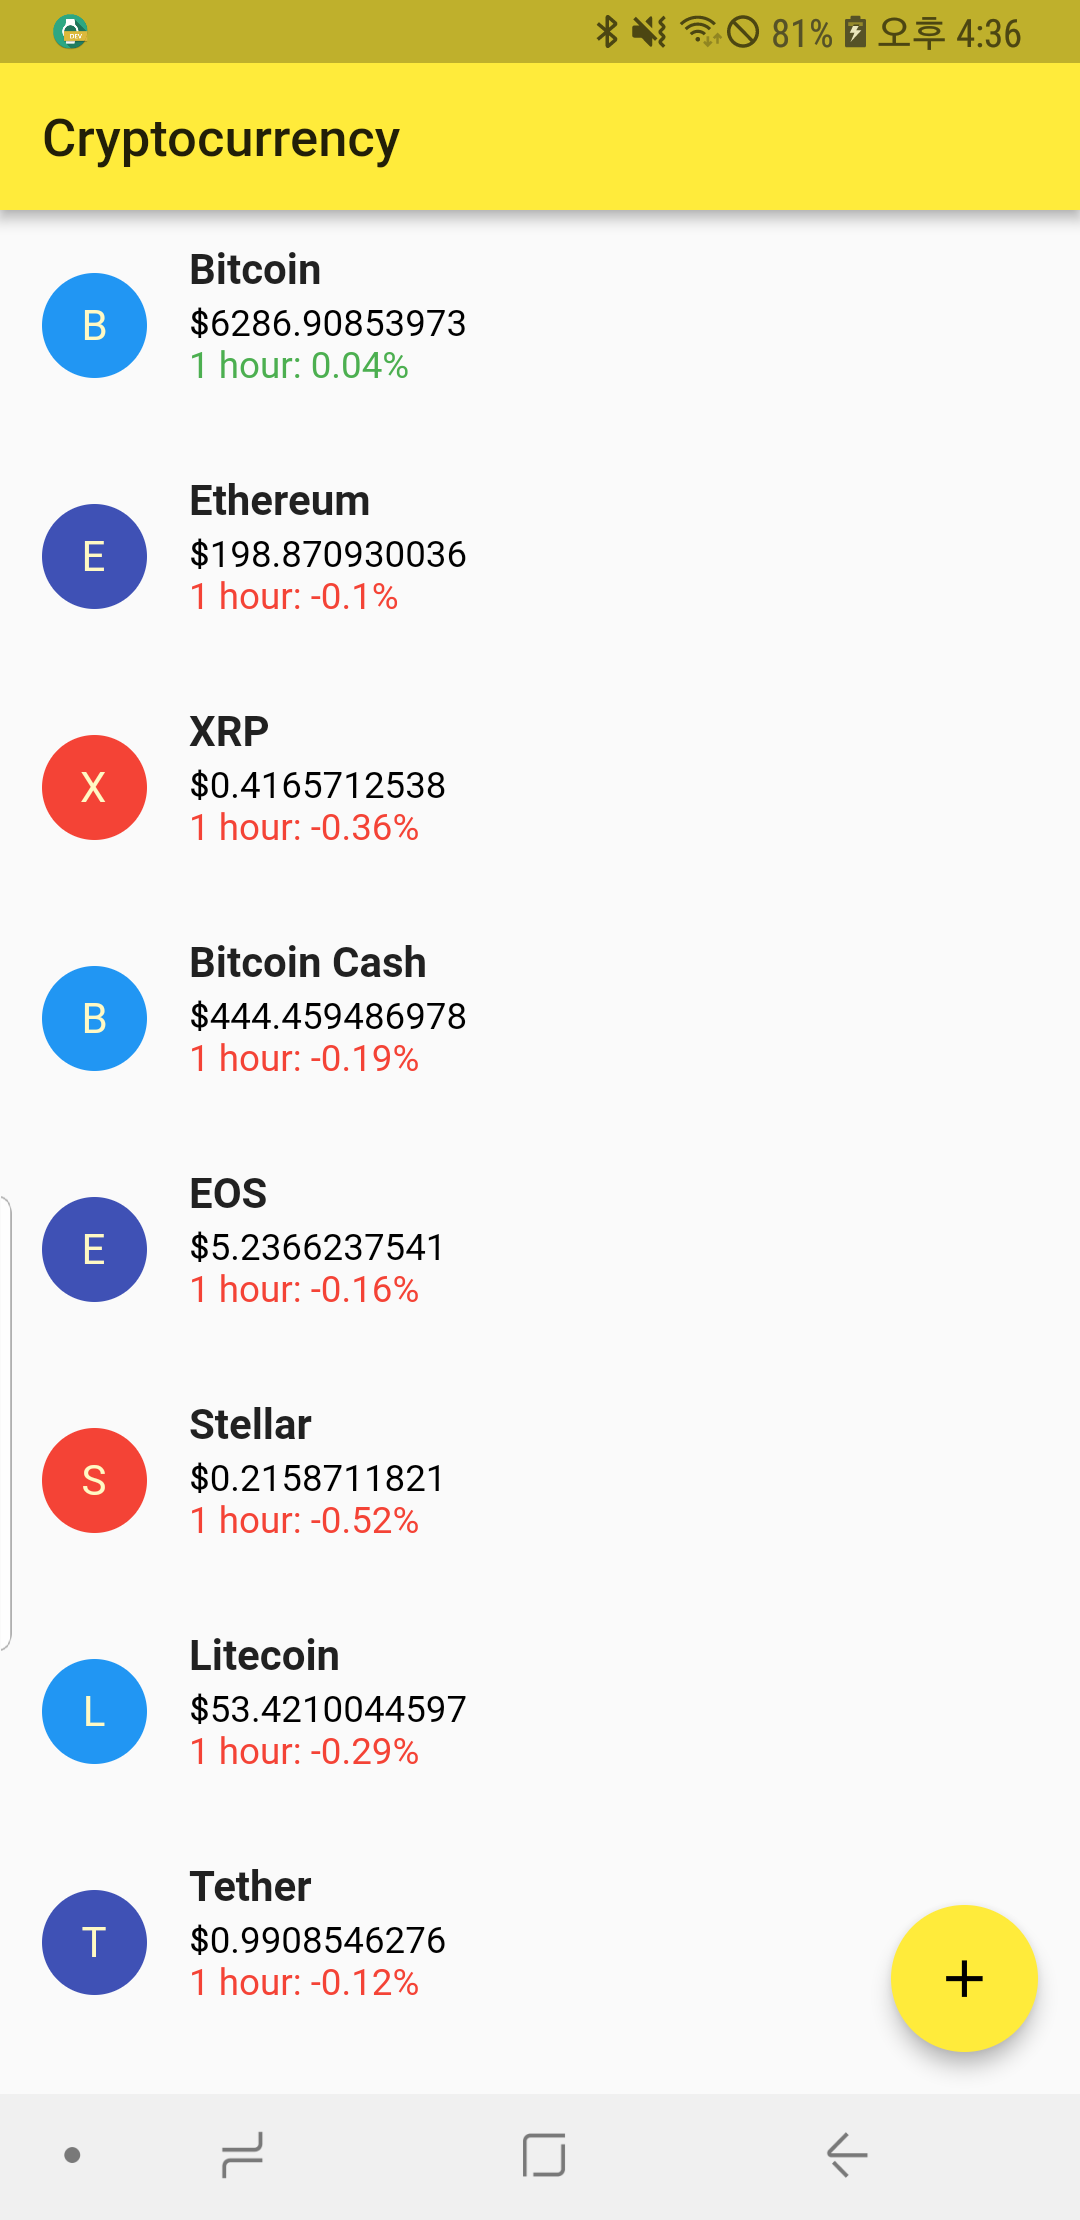 DEV
81% 오후 4:36
Cryptocurrency
B
Bitcoin
$6286.90853973
1 hour: 0.04%
E
Ethereum
$198.870930036
1 hour: -0.1%
X
XRP
$0.4165712538
1 hour: -0.36%
B
Bitcoin Cash
$444.459486978
1 hour: -0.19%
E
EOS
$5.2366237541
1 hour: -0.16%
S
Stellar
$0.2158711821
1 hour: -0.52%
L
Litecoin
$53.4210044597
1 hour: -0.29%
T
Tether
$0.9908546276
1 hour: -0.12%
+